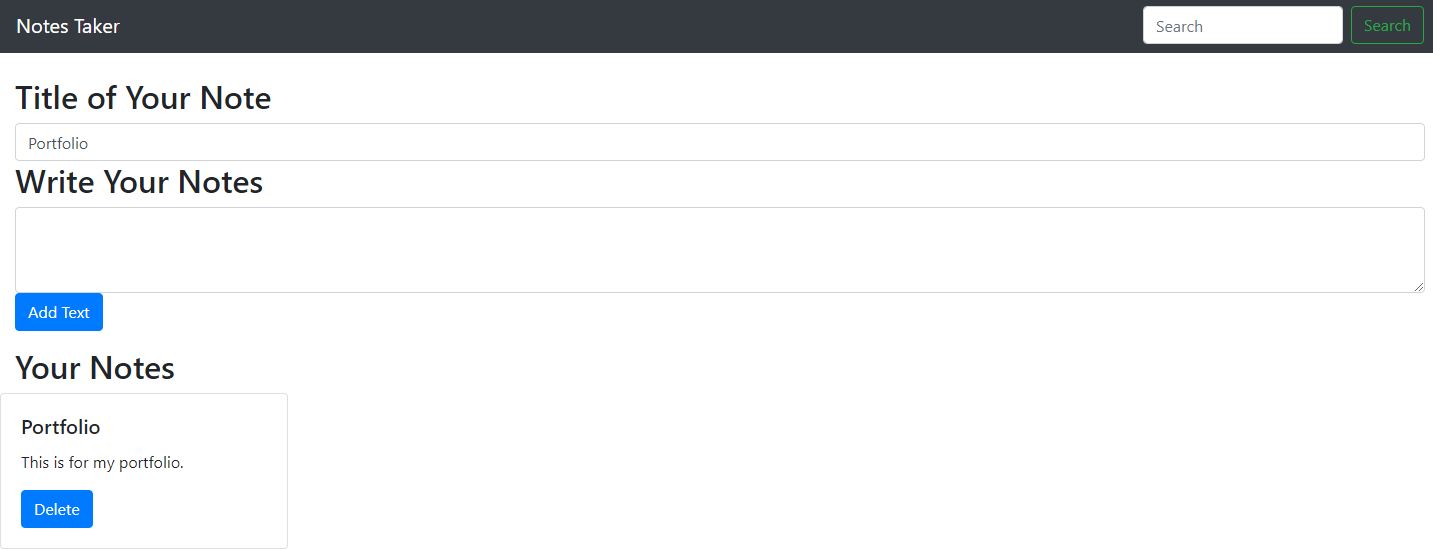 Notes Taker Search Search
Title of Your Note
Portfolio
Write Your Notes
Add Text
Your Notes
Portfolio
This is for my portfolio.
Delete